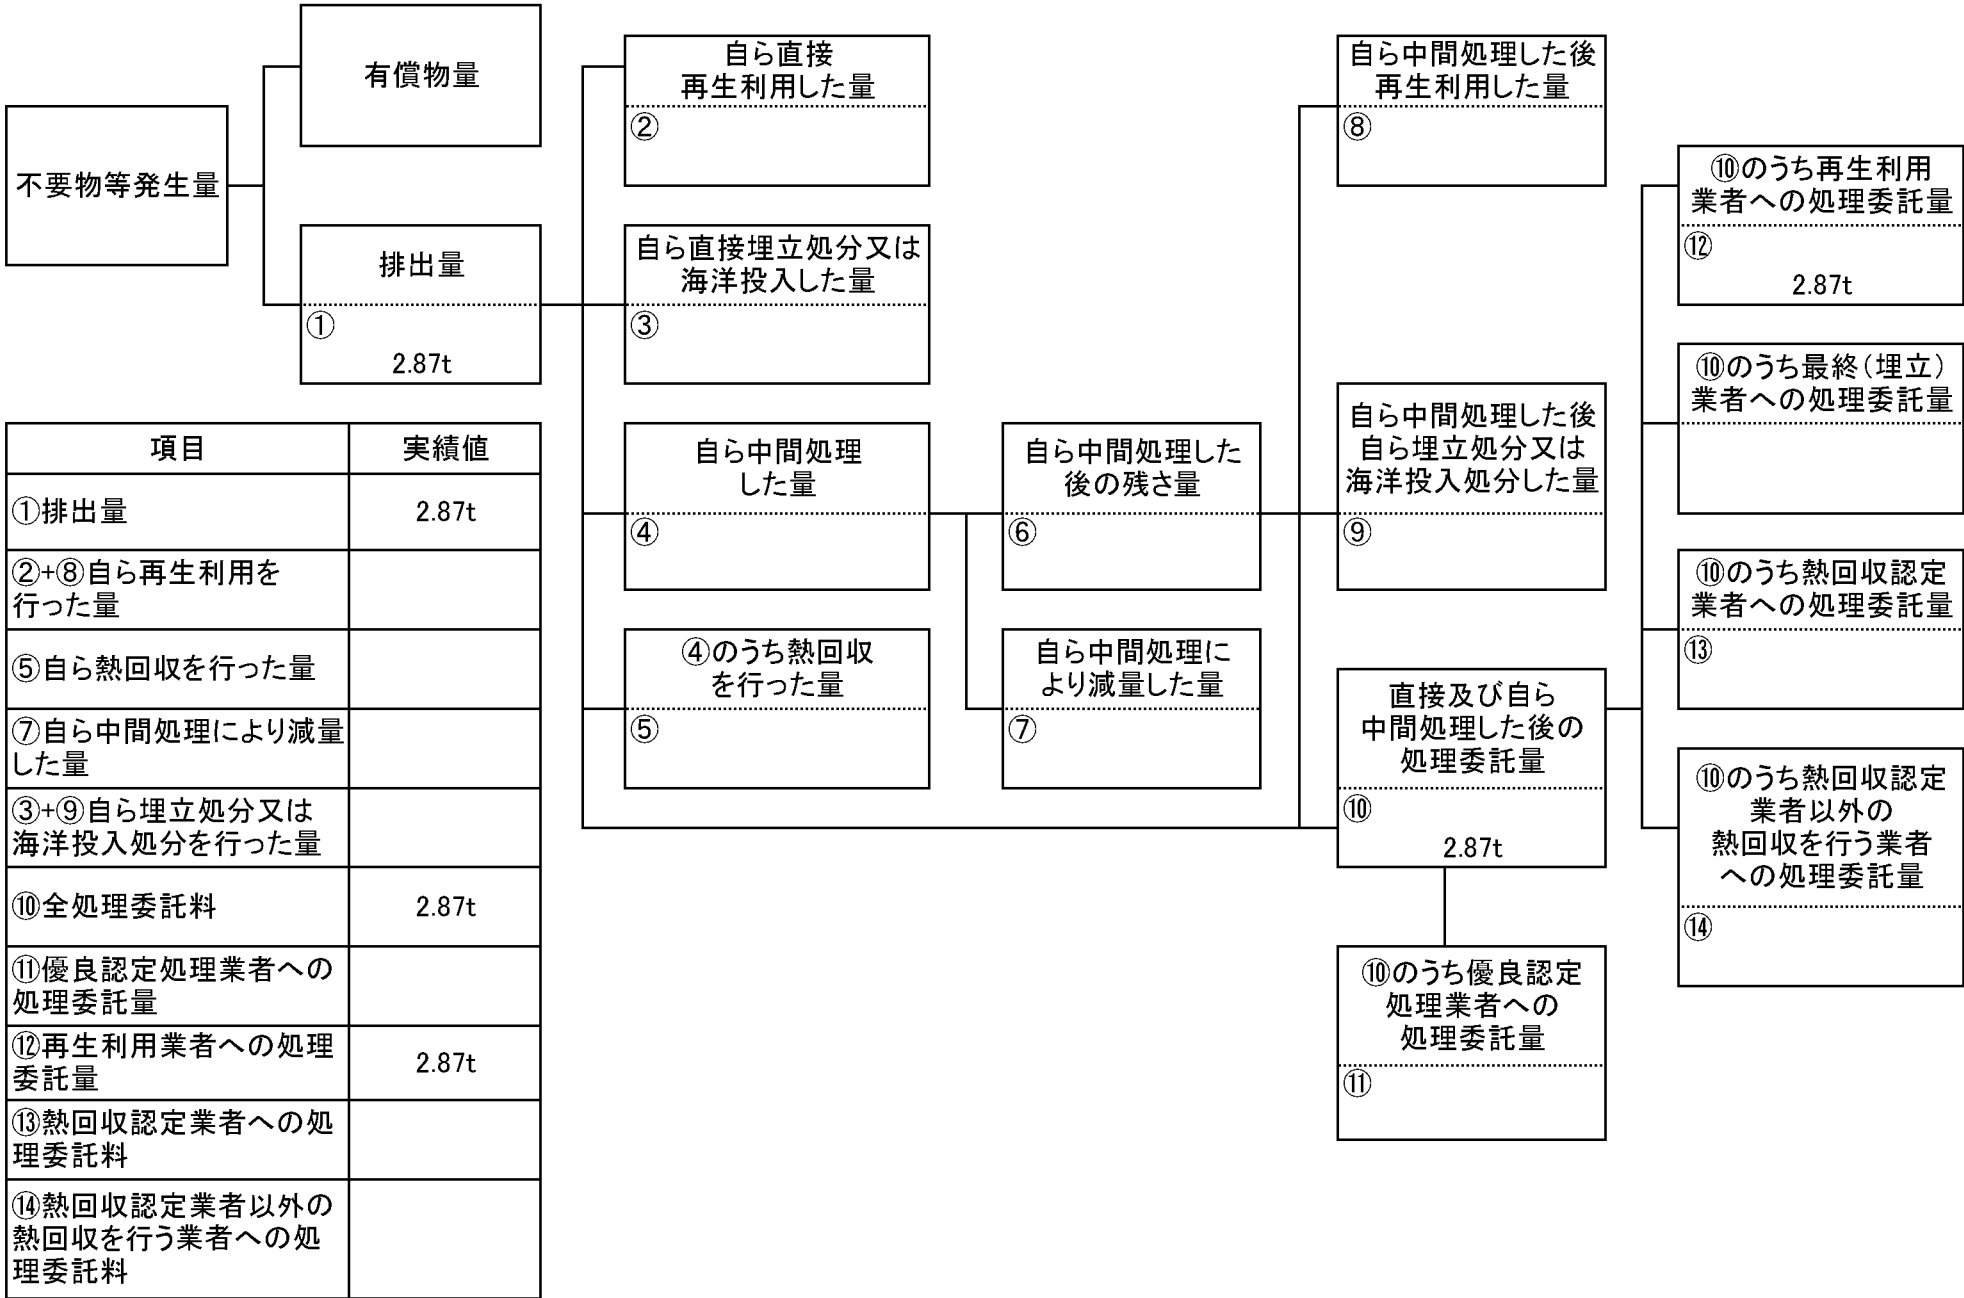 有償物量
不要物等発生量
排出量
①
2.87t
自ら直接
再生利用した量
②
自ら直接埋立処分又は
海洋投入した量
③
自ら中間処理
した量
④
④のうち熱回収
を行った量
⑤
自ら中間処理した
後の残さ量
⑥
自ら中間処理に
より減量した量
⑦
自ら中間処理した後
再生利用した量
⑧
自ら中間処理した後
自ら埋立処分又は
海洋投入処分した量
⑨
直接及び自ら
中間処理した後の
処理委託量
⑩
2.87t
⑩のうち優良認定
処理業者への
処理委託量
⑪
⑩のうち再生利用
業者への処理委託量
⑫
2.87t
⑩のうち最終(埋立)
業者への処理委託量
⑩のうち熱回収認定
業者への処理委託量
⑬
⑩のうち熱回収認定
業者以外の
熱回収を行う業者
への処理委託量
⑭
項目 実績値
①排出量 2.87t
②+⑧自ら再生利用を
行った量
⑤自ら熱回収を行った量
⑦自ら中間処理により減量
した量
③+⑨自ら埋立処分又は
海洋投入処分を行った量
⑩全処理委託料 2.87t
⑪優良認定処理業者への
処理委託量
⑫再生利用業者への処理
委託量 2.87t
⑬熱回収認定業者への処
理委託料
⑭熱回収認定業者以外の
熱回収を行う業者への処
理委託料